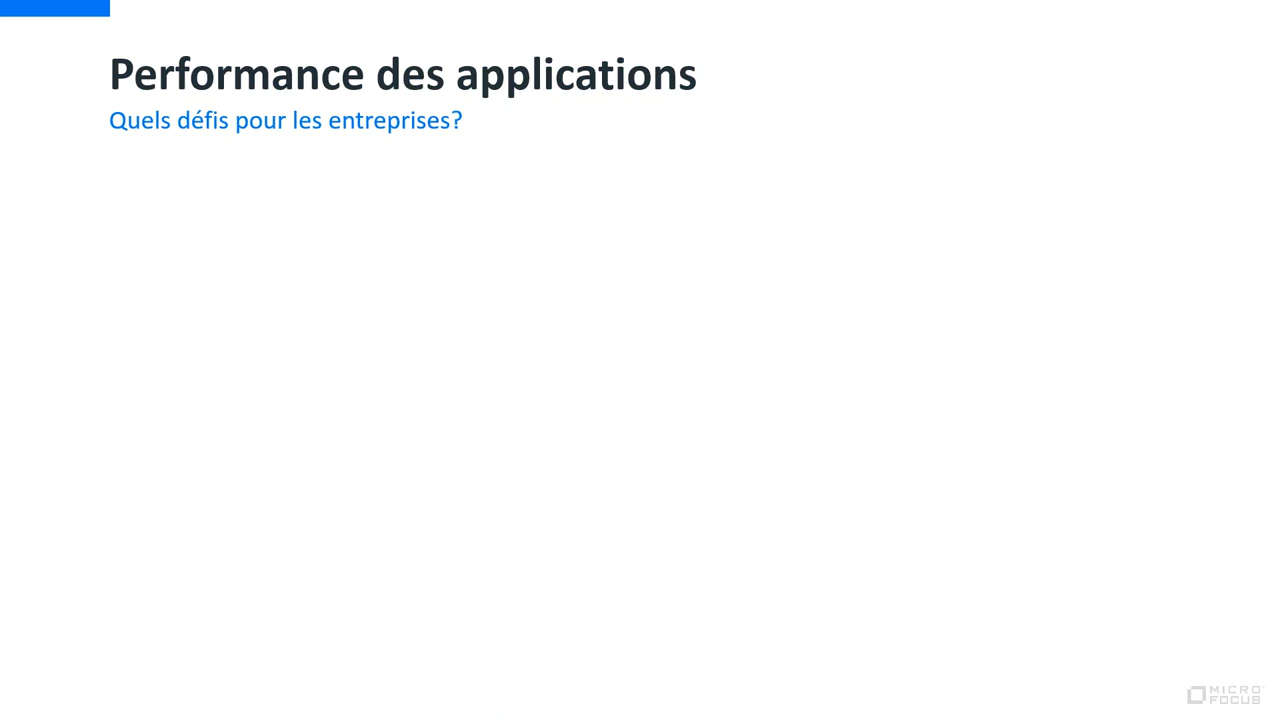 Performance des applications
Quels défis pour les entreprises?
MICRO
FOCUS